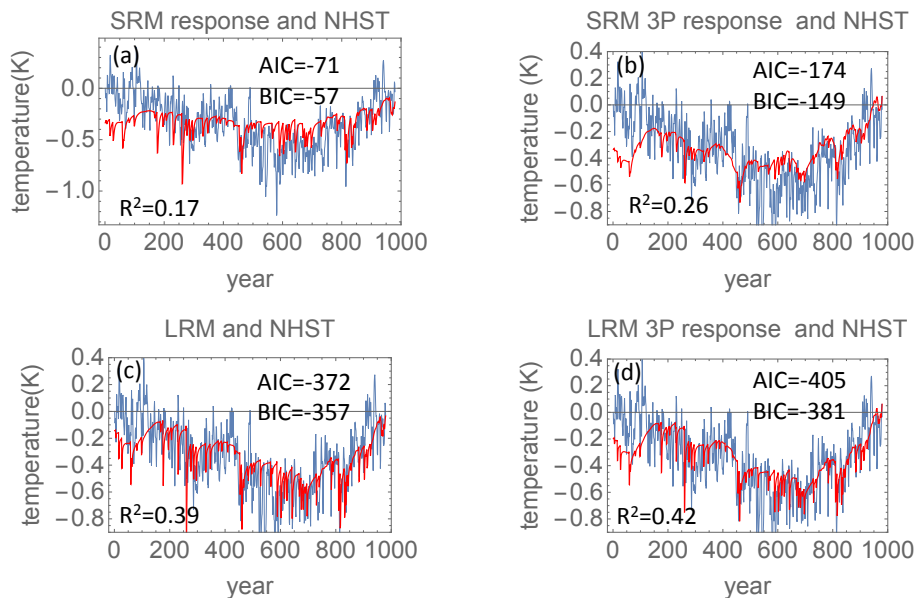 SRM response and NHST
(a)
AIC=-71
BIC=-57
R²=0.17
temperature(K)
0.0
−0.5
−1.0
0 200 400 600 800 1000
year
SRM 3P response and NHST
(b)
AIC=-174
BIC=-149
R²=0.26
temperature (K)
0.4
0.2
0.0
−0.2
−0.4
−0.6
−0.8
0 200 400 600 800 1000
year
LRM and NHST
(c)
AIC=-372
BIC=-357
R²=0.39
temperature(K)
0.4
0.2
0.0
−0.2
−0.4
−0.6
−0.8
0 200 400 600 800 1000
year
LRM 3P response and NHST
(d)
AIC=-405
BIC=-381
R²=0.42
temperature (K)
0.4
0.2
0.0
−0.2
−0.4
−0.6
−0.8
0 200 400 600 800 1000
year